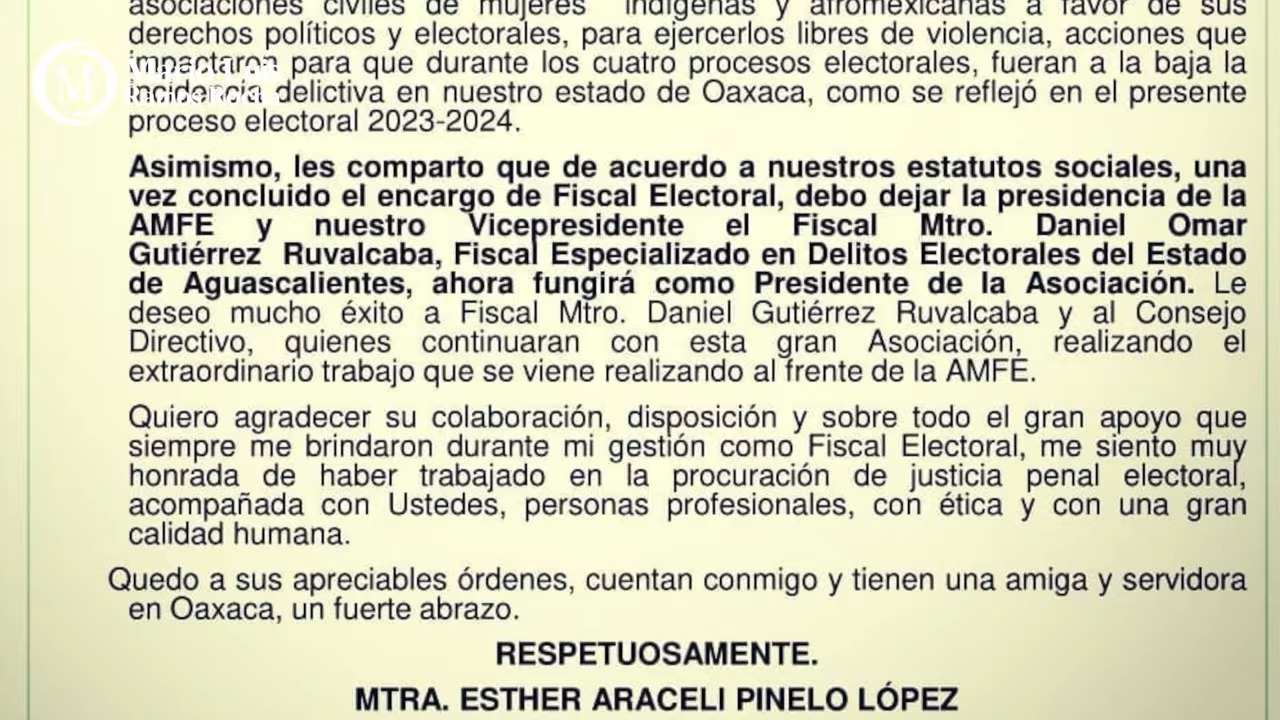 asociaciones civiles de mujeres indígenas y afromexicanas a favor de sus
derechos políticos y electorales, para ejercerlos libres de violencia, acciones que
impactaron para que durante los cuatro procesos electorales, fueran a la baja la
incidencia delictiva en nuestro estado de Oaxaca, como se reflejó en el presente
proceso electoral 2023-2024.
Asimismo, les comparto que de acuerdo a nuestros estatutos sociales, una
vez concluido el encargo de Fiscal Electoral, debo dejar la presidencia de la
AMFE y nuestro Vicepresidente el Fiscal Mtro. Daniel Omar
Gutiérrez Ruvalcaba, Fiscal Especializado en Delitos Electorales del Estado
de Aguascalientes, ahora fungirá como Presidente de la Asociación. Le
deseo mucho éxito a Fiscal Mtro. Daniel Gutiérrez Ruvalcaba y al Consejo
Directivo, quienes continuaran con esta gran Asociación, realizando el
extraordinario trabajo que se viene realizando al frente de la AMFE.
Quiero agradecer su colaboración, disposición y sobre todo el gran apoyo que
siempre me brindaron durante mi gestión como Fiscal Electoral, me siento muy
honrada de haber trabajado en la procuración de justicia penal electoral,
acompañada con Ustedes, personas profesionales, con ética y con una gran
calidad humana.
Quedo a sus apreciables órdenes, cuentan conmigo y tienen una amiga y servidora
en Oaxaca, un fuerte abrazo.
RESPETUOSAMENTE.
MTRA. ESTHER ARACELI PINELO LÓPEZ